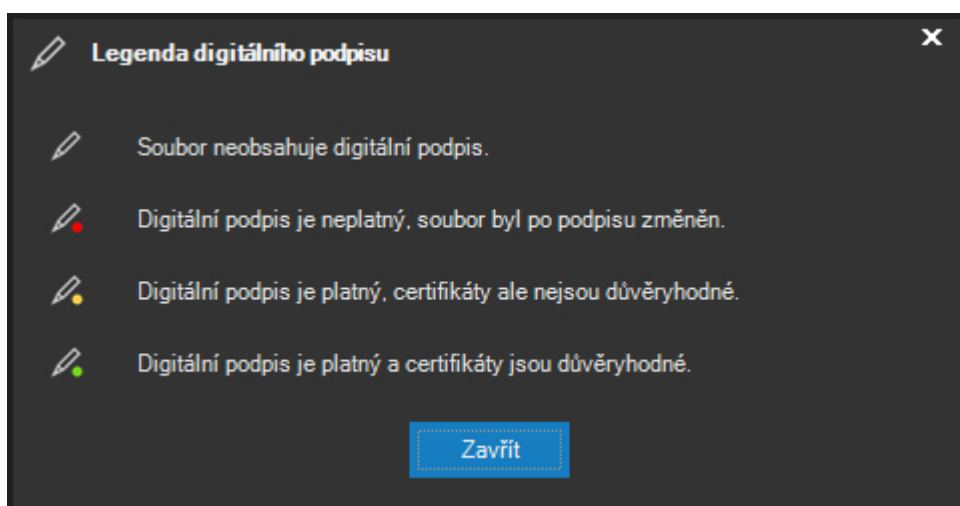 Legenda digitálního podpisu
Soubor neobsahuje digitální podpis.
Digitální podpis je neplatný, soubor byl po podpisu změněn.
Digitální podpis je platný, certifikáty ale nejsou důvěryhodné.
Digitální podpis je platný a certifikáty jsou důvěryhodné.
Zavřít